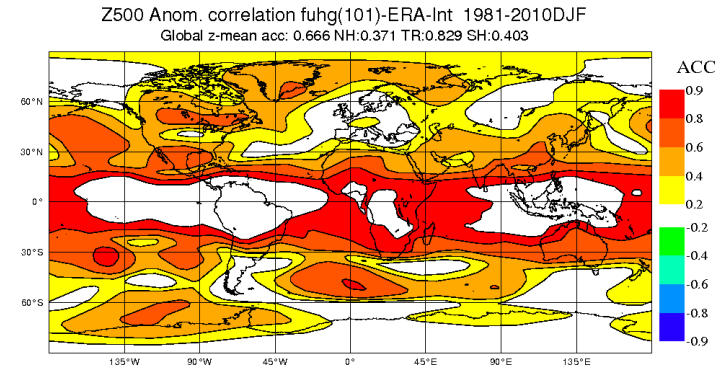 Z500 Anom. correlation fuhg(101)-ERA-Int 1981-2010DJF
Global z-mean acc: 0.666 NH:0.371 TR:0.829 SH:0.403
ACC
0.9
0.8
0.6
0.4
0.2
-0.2
-0.4
-0.6
-0.8
-0.9
60°N
30°N
0°
30°S
60°S
135°W 90°W 45°W 0° 45°E 90°E 135°E